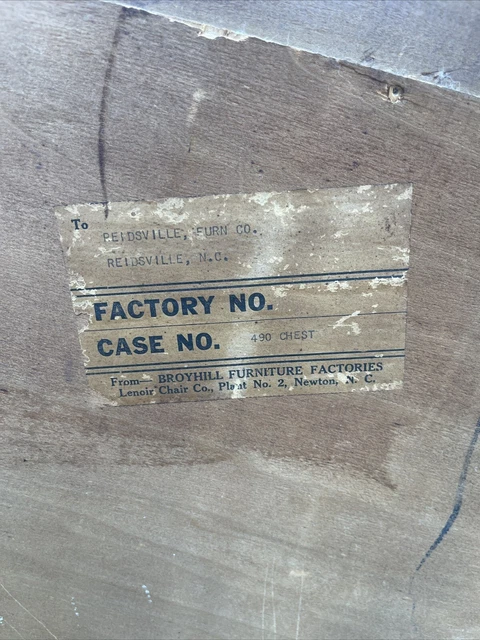 To
REIDSVILLE, FURN CO.,
REIDSVILLE, N.C.
FACTORY NO.
CASE NO. 490 CHEST
From— BROYHILL FURNITURE FACTORIES
Lenoir Chair Co., Plant No. 2, Newton, N. C.